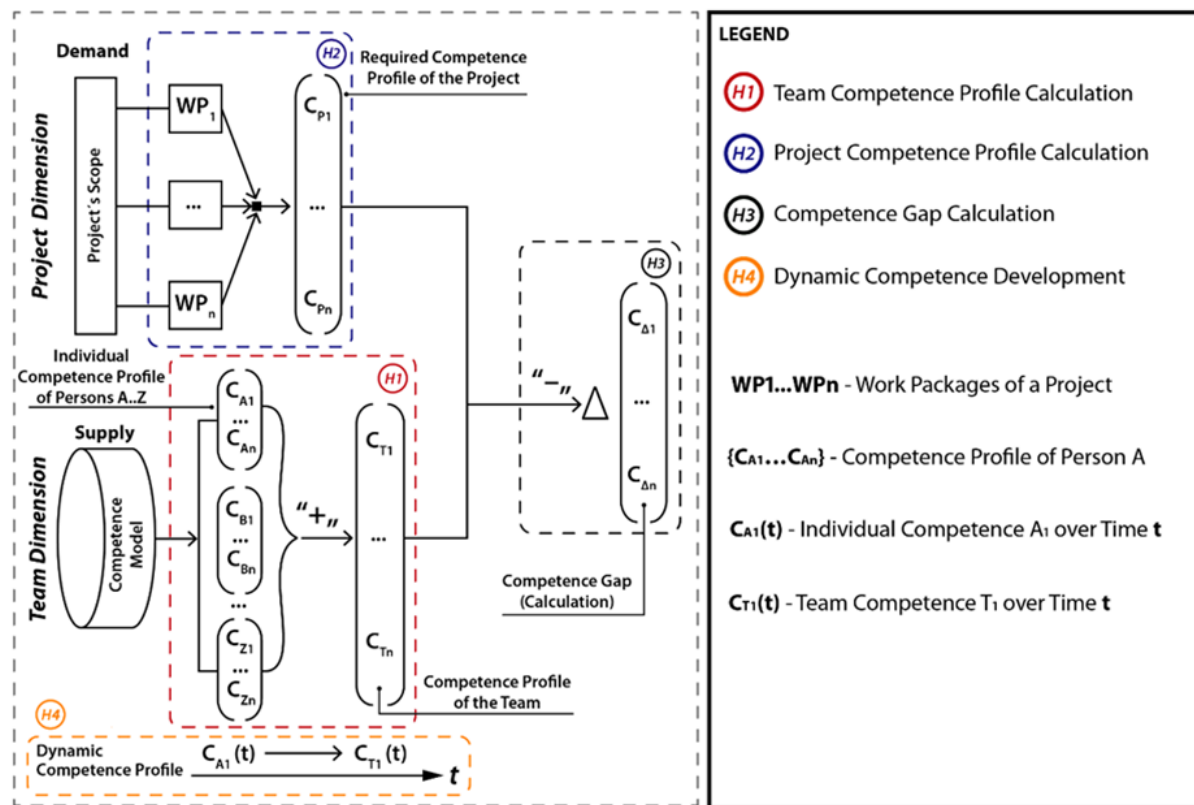 Demand
H2
Required Competence
Profile of the Project
Project Dimension
Project's Scope
WP1
...
WPn
CP1
...
CPn
H3
CΔ1
...
CΔn
“–„
Δ
Competence Gap
(Calculation)
Individual
Competence Profile
of Persons A..Z
H1
Supply
Team Dimension
Competence
Model
CA1
...
CAn
CB1
...
CBn
...
CZ1
...
CZn
“+„
CT1
...
CTn
Competence Profile
of the Team
H4
Dynamic
Competence Profile
CA1 (t)
CT1 (t)
t
LEGEND
H1 Team Competence Profile Calculation
H2 Project Competence Profile Calculation
H3 Competence Gap Calculation
H4 Dynamic Competence Development
WP1...WPn - Work Packages of a Project
{CA1...CAn} - Competence Profile of Person A
CA1(t) - Individual Competence A1 over Time t
CT1(t) - Team Competence T1 over Time t